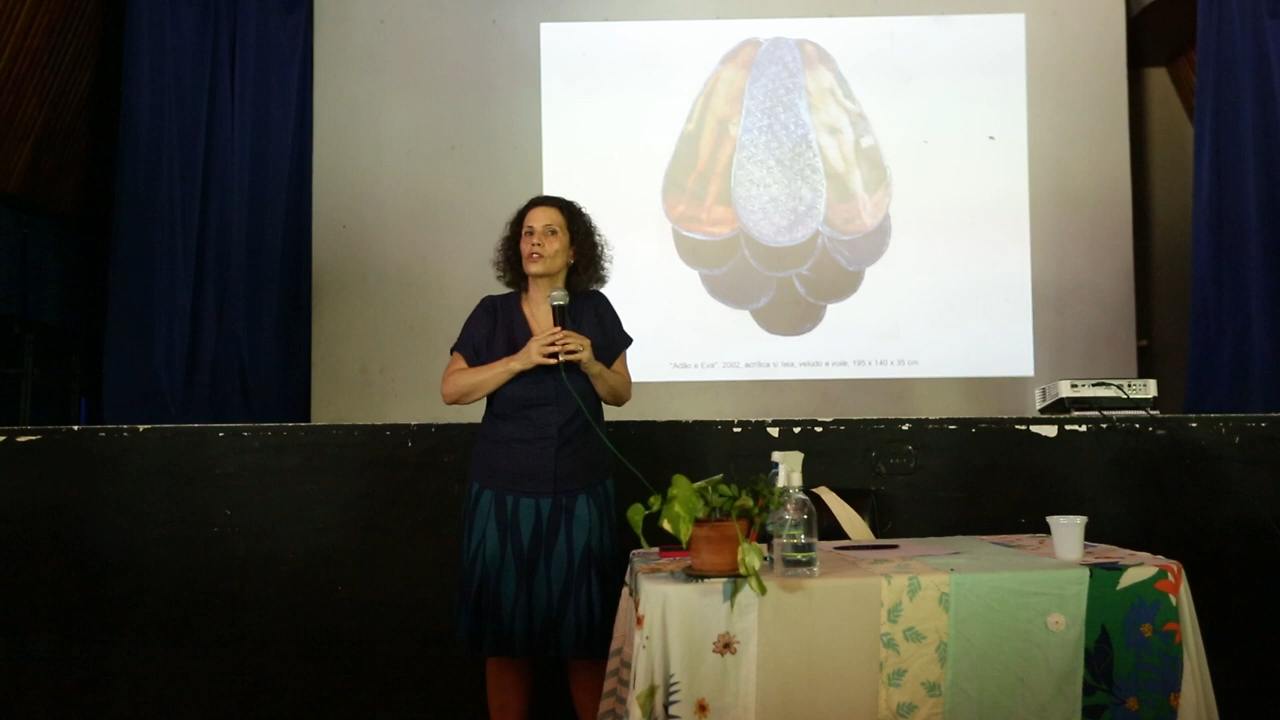 "Adão e Eva". 2002, acrílica s/ tela, veludo e voile, 195 x 140 x 35 cm